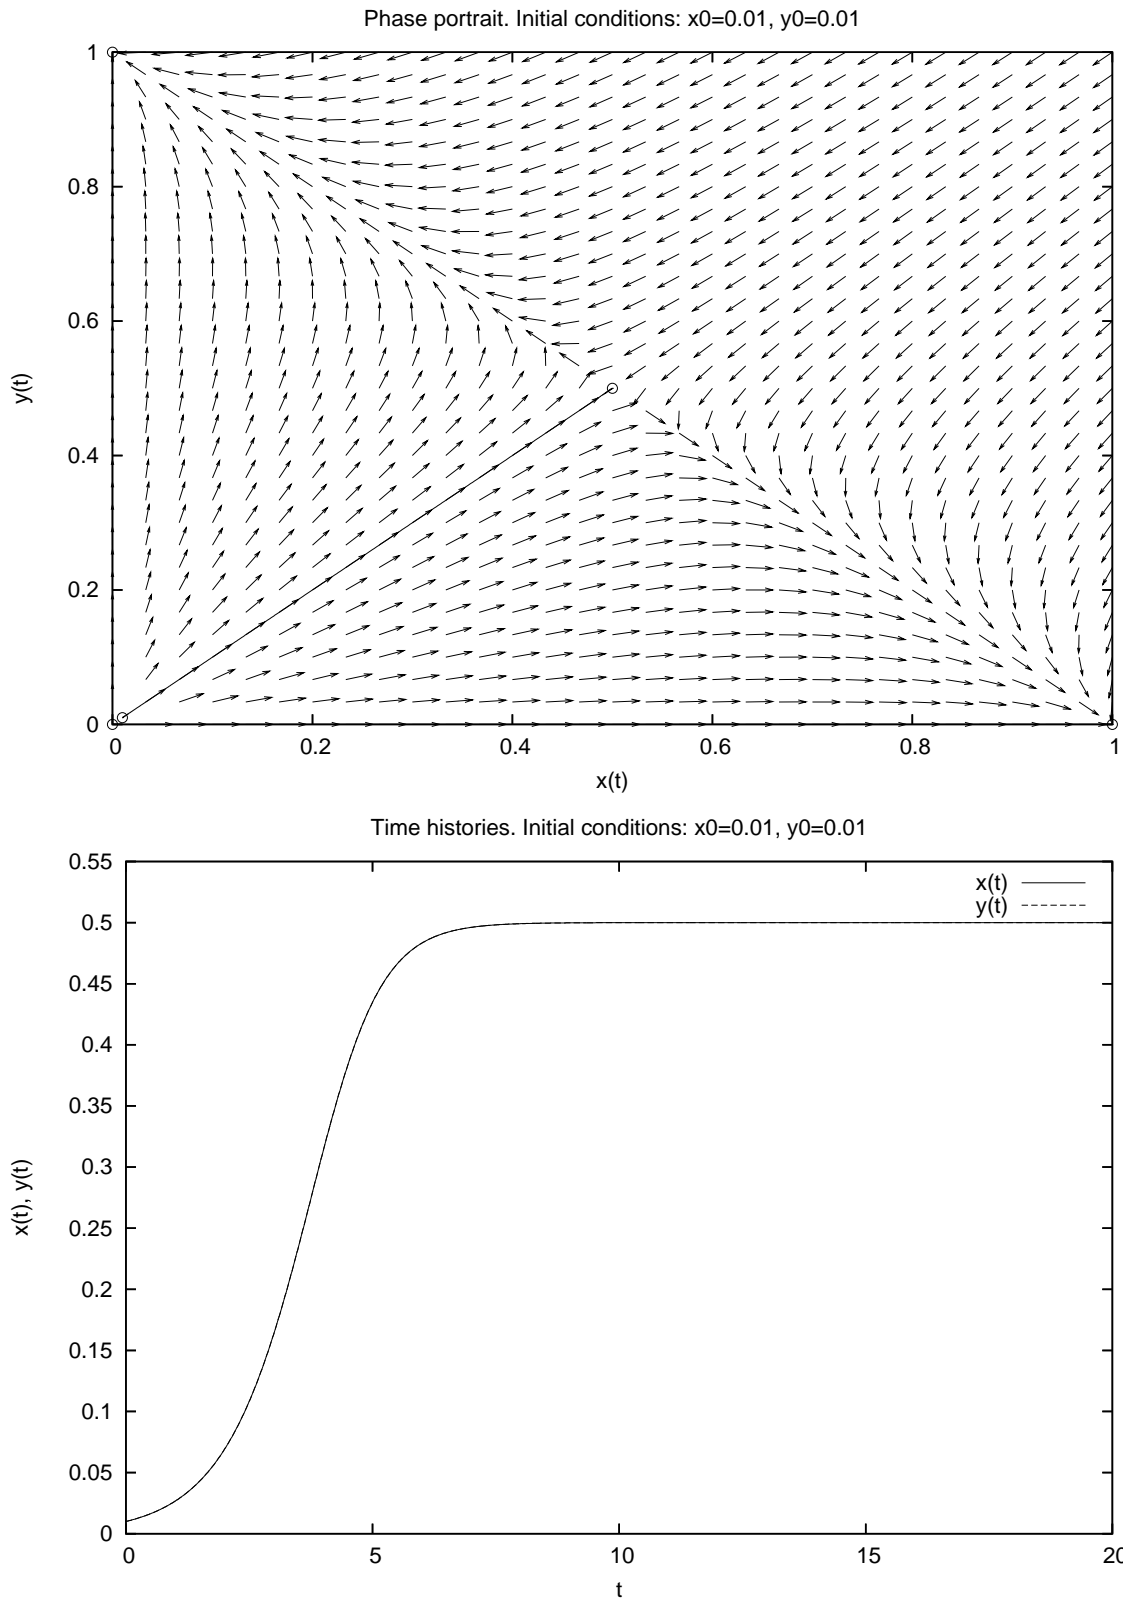 Phase portrait. Initial conditions: x0=0.01, y0=0.01
1
0.8
0.6
y(t)
0.4
0.2
0
0 0.2 0.4 0.6 0.8 1
x(t)
Time histories. Initial conditions: x0=0.01, y0=0.01
0.55
x(t)
y(t)
0.5
0.45
0.4
0.35
0.3
x(t), y(t)
0.25
0.2
0.15
0.1
0.05
0
0 5 10 15 20
t